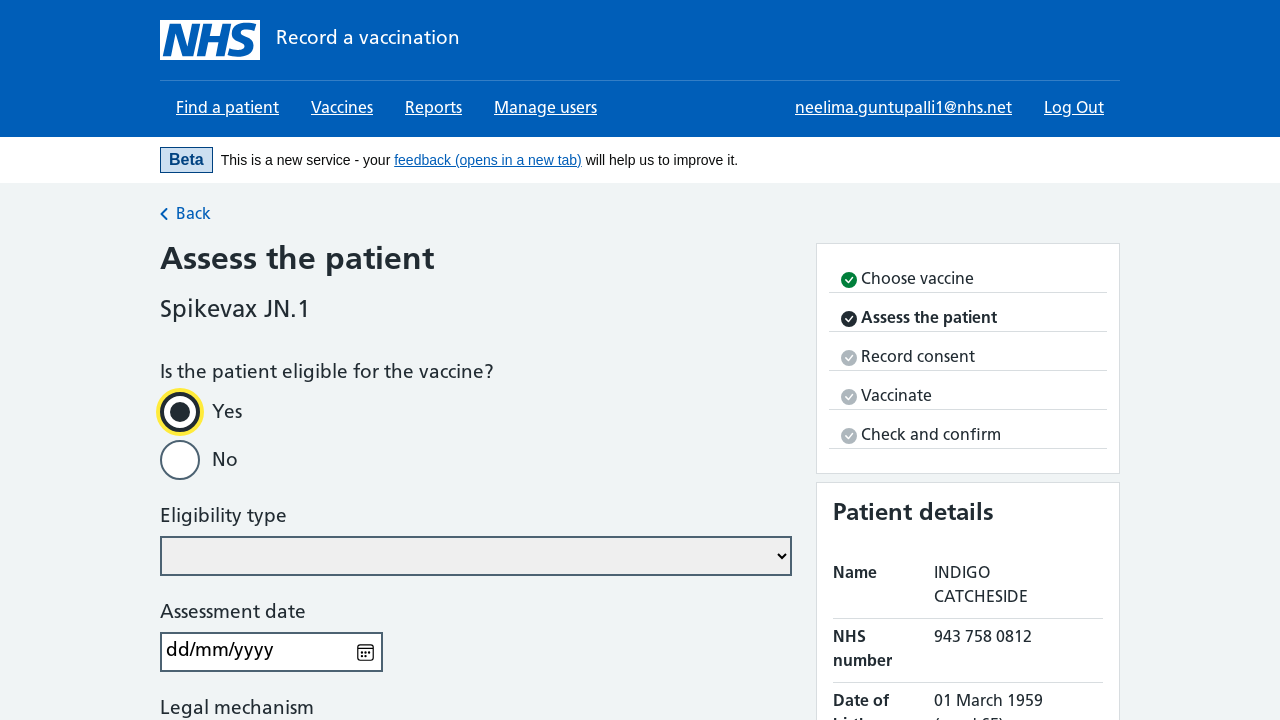 NHS Record a vaccination
Find a patient Vaccines Reports Manage users neelima.guntupalli1@nhs.net Log Out
Beta This is a new service - your feedback (opens in a new tab) will help us to improve it.
Back
Assess the patient
Spikevax JN.1
Is the patient eligible for the vaccine?
Yes
No
Eligibility type
Assessment date
dd/mm/yyyy
Legal mechanism
Choose vaccine
Assess the patient
Record consent
Vaccinate
Check and confirm
Patient details
Name INDIGO
CATCHESIDE
NHS 943 758 0812
number
Date of 01 March 1959